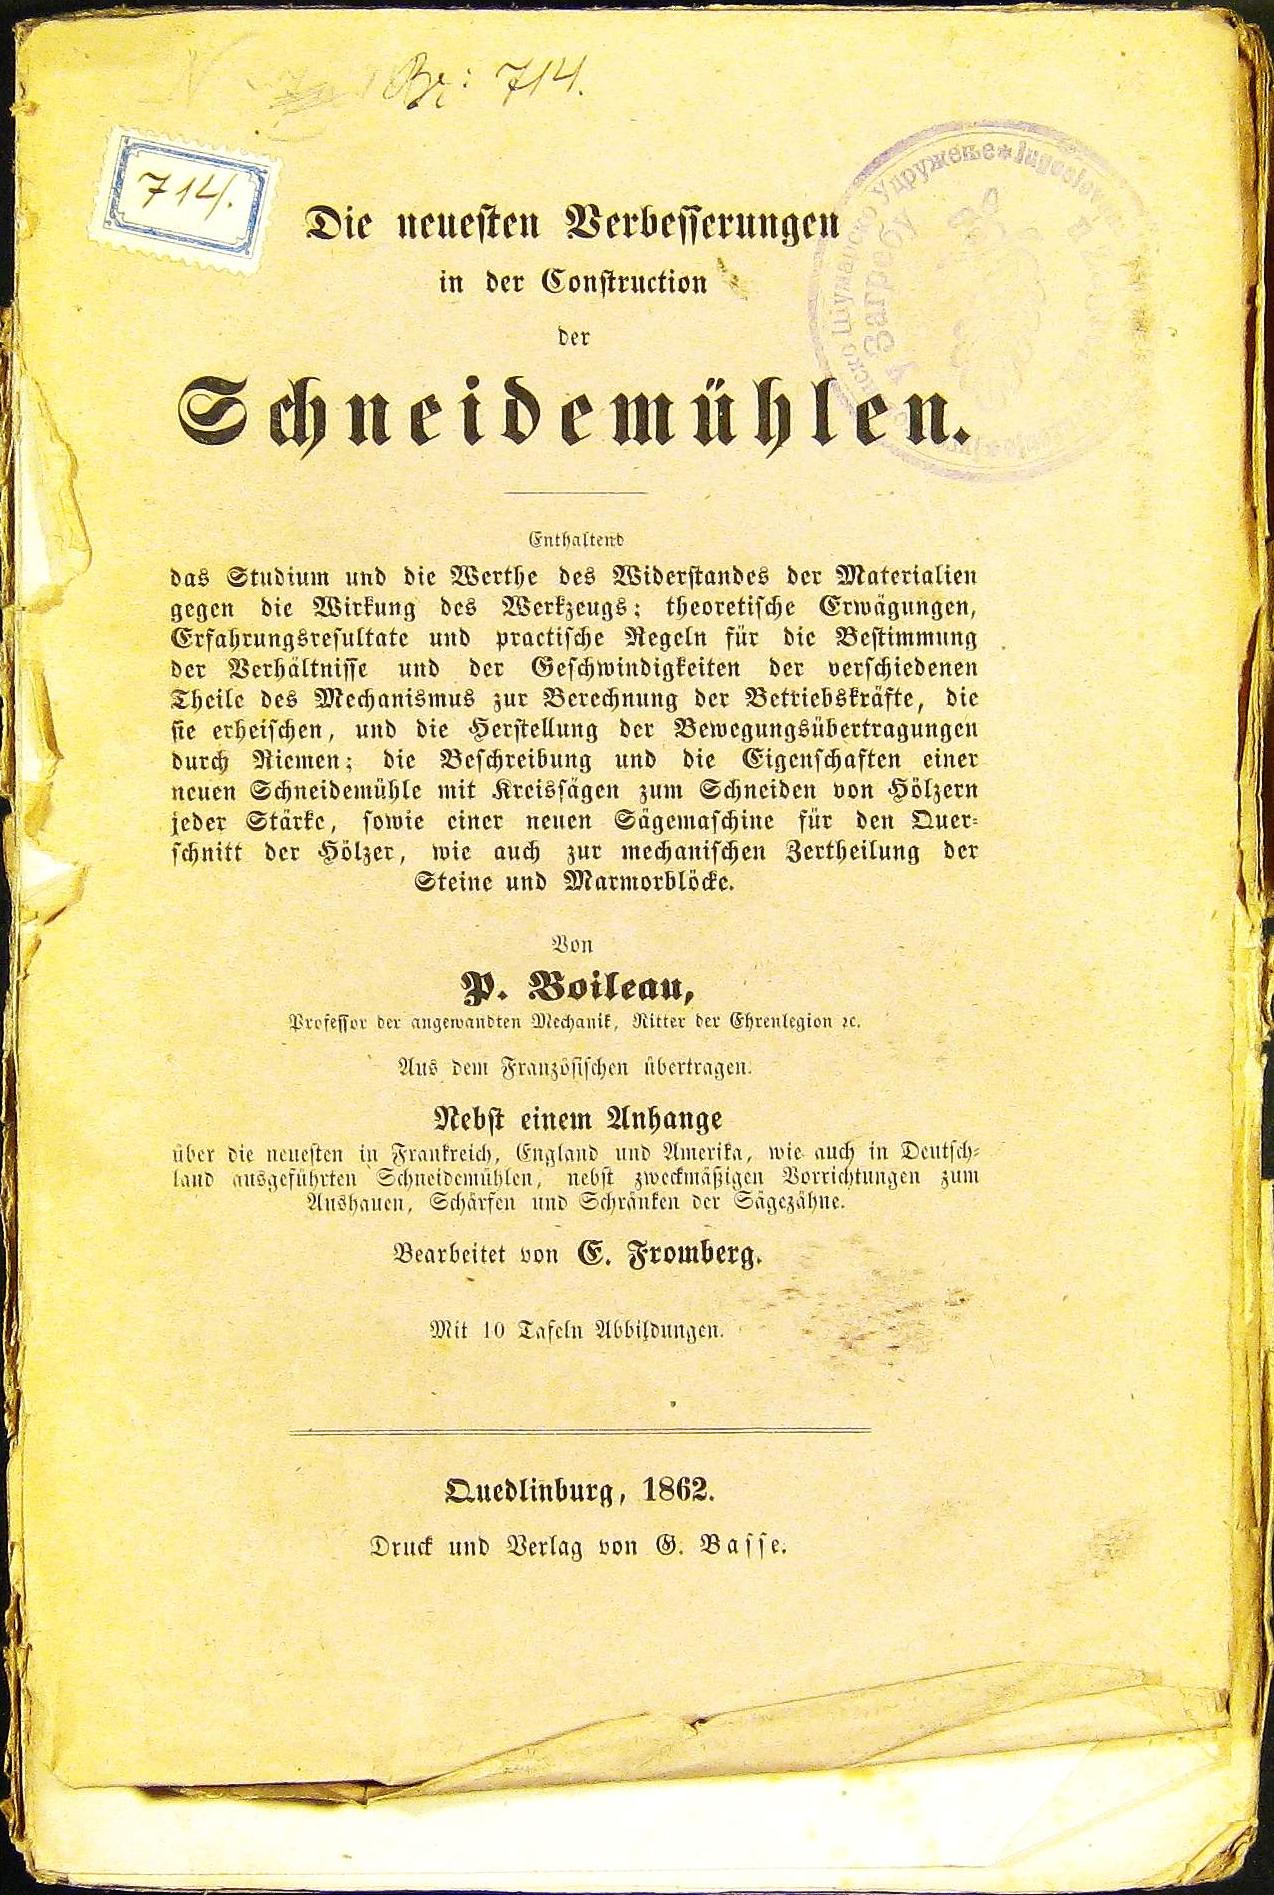 Br: 714.
714.
Die neuesten Verbesserungen
in der Construction
der
Schneidemühlen.
Enthaltend
das Studium und die Werthe des Widerstandes der Materialien
gegen die Wirkung des Werkzeugs; theoretische Erwägungen,
Erfahrungsresultate und practische Regeln für die Bestimmung
der Verhältnisse und der Geschwindigkeiten der verschiedenen
Theile des Mechanismus zur Berechnung der Betriebskräfte, die
sie erheischen, und die Herstellung der Bewegungsübertragungen
durch Riemen; die Beschreibung und die Eigenschaften einer
neuen Schneidemühle mit Kreissägen zum Schneiden von Hölzern
jeder Stärke, sowie einer neuen Sägemaschine für den Quer-
schnitt der Hölzer, wie auch zur mechanischen Zertheilung der
Steine und Marmorblöcke.
Von
P. Boileau,
Professor der angewandten Mechanik, Ritter der Ehrenlegion ꝛc.
Aus dem Französischen übertragen.
Nebst einem Anhange
über die neuesten in Frankreich, England und Amerika, wie auch in Deutsch-
land ausgeführten Schneidemühlen, nebst zweckmäßigen Vorrichtungen zum
Aushauen, Schärfen und Schränken der Sägezähne.
Bearbeitet von E. Fromberg.
Mit 10 Tafeln Abbildungen.
Quedlinburg, 1862.
Druck und Verlag von G. Basse.
Шумарско Удружење * Jugoslove
у Загребу